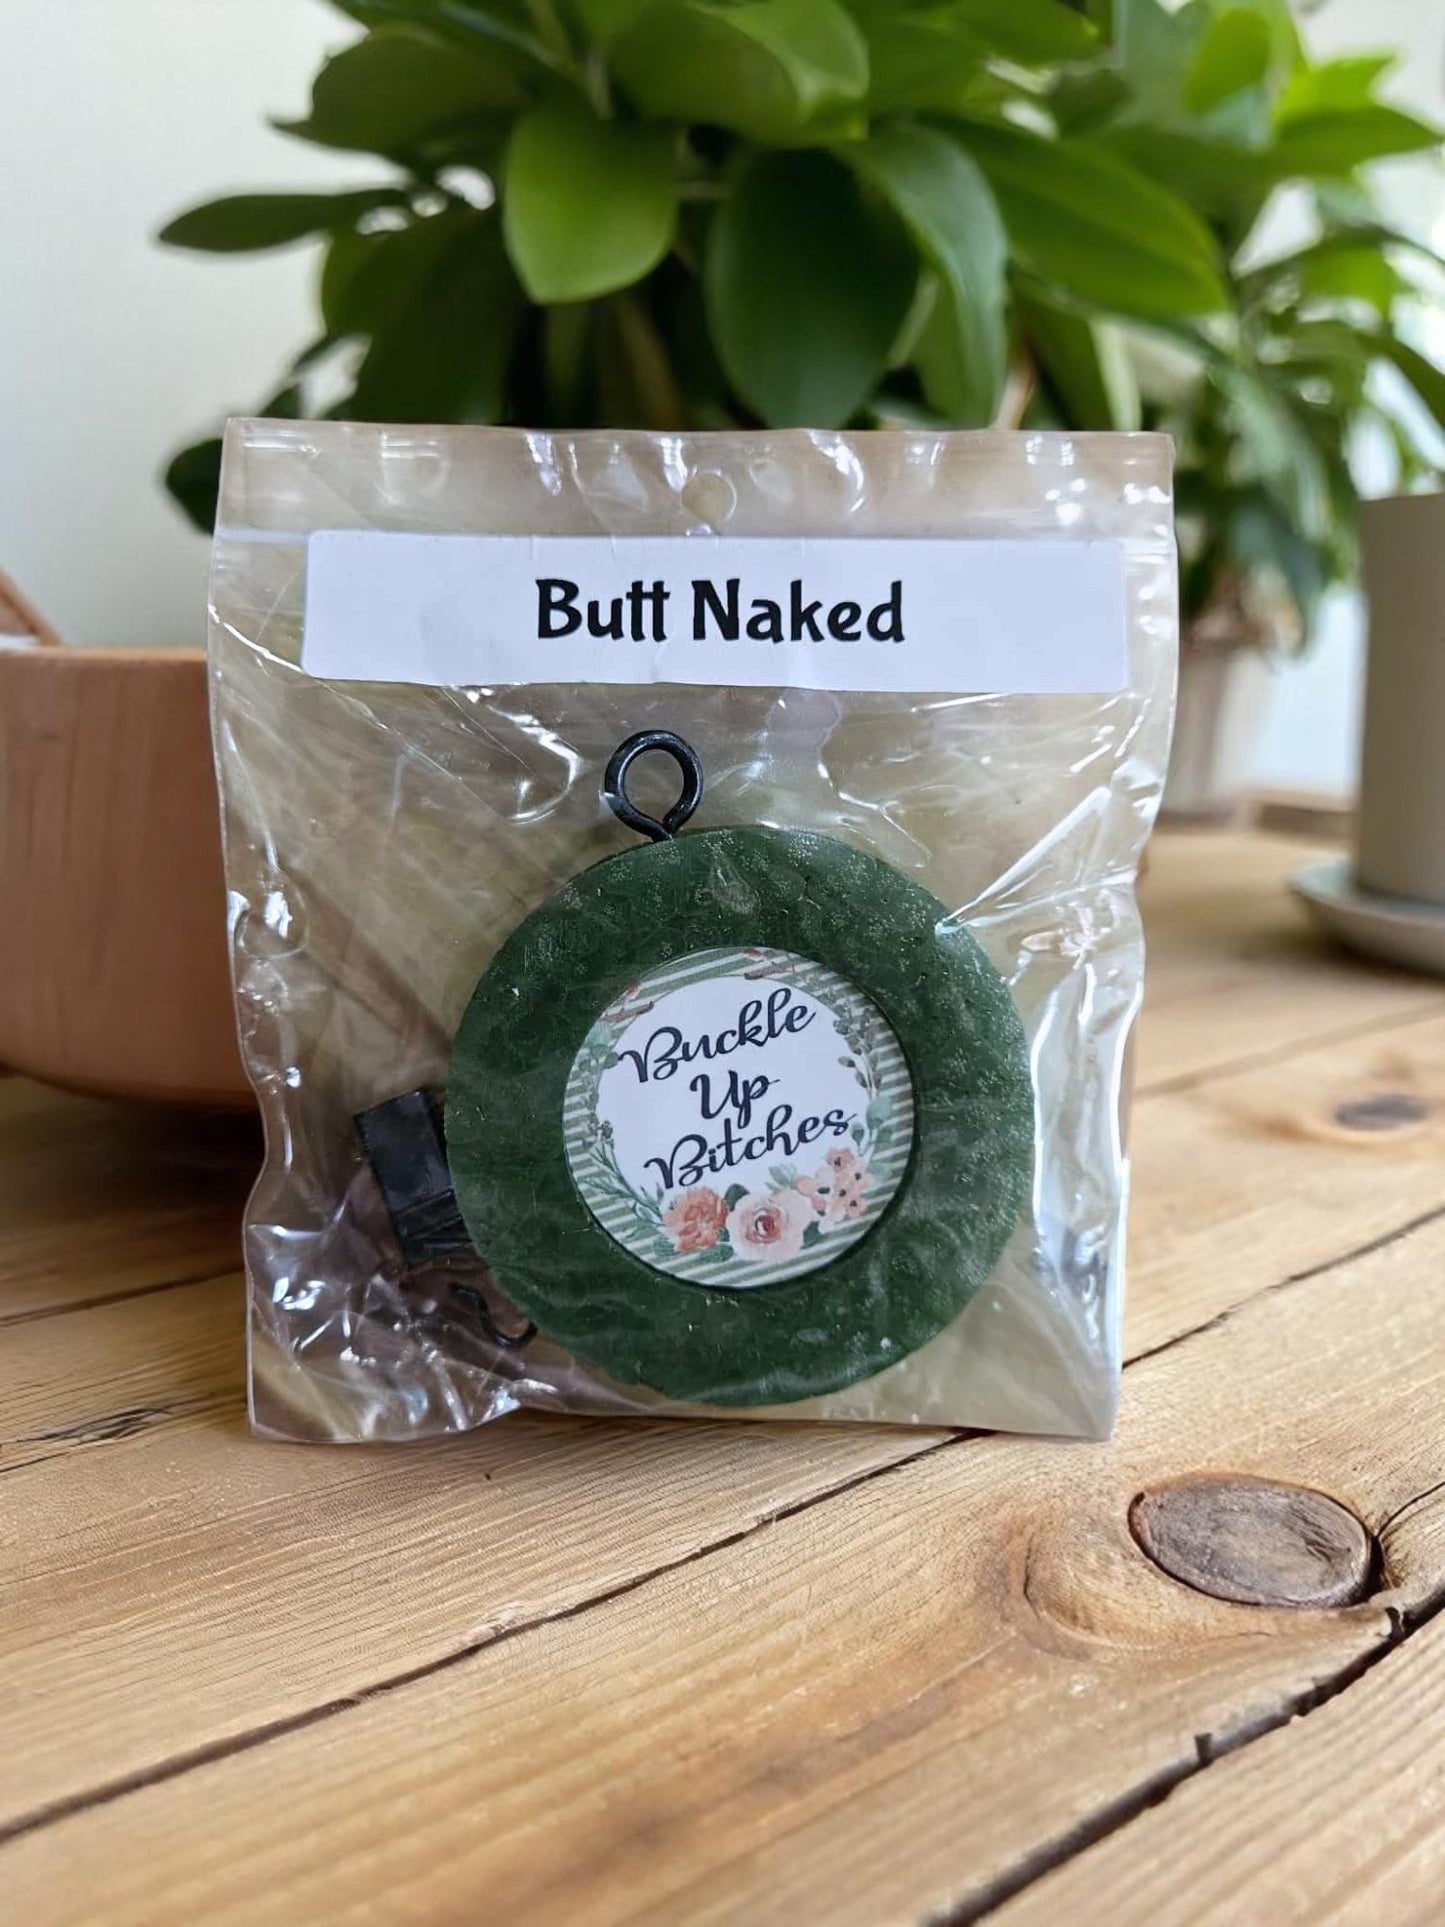 Butt Naked
Buckle
Up
Bitches